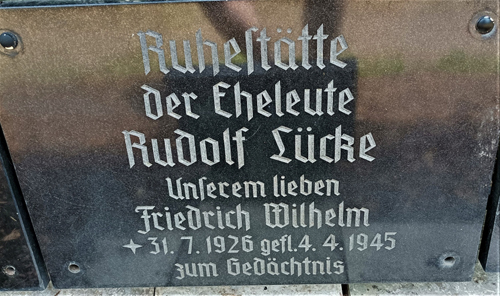 Ruheſtätte
der Eheleute
Rudolf Lücke
Unſerem lieben
Friedrich Wilhelm
✦ 31. 7. 1926 gefl. 4. 4. 1945
zum Gedächtnis